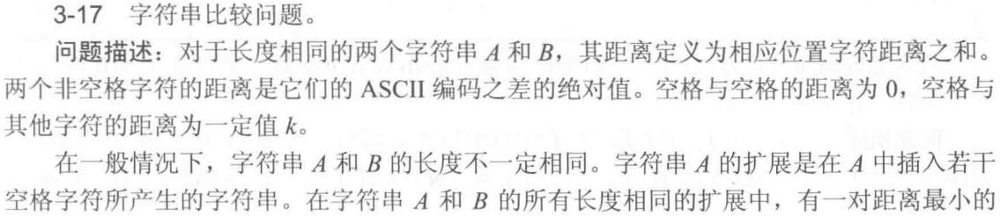 3-17 字符串比较问题。
问题描述：对于长度相同的两个字符串 A 和 B，其距离定义为相应位置字符距离之和。
两个非空格字符的距离是它们的 ASCII 编码之差的绝对值。空格与空格的距离为 0，空格与
其他字符的距离为一定值 k。
在一般情况下，字符串 A 和 B 的长度不一定相同。字符串 A 的扩展是在 A 中插入若干
空格字符所产生的字符串。在字符串 A 和 B 的所有长度相同的扩展中，有一对距离最小的